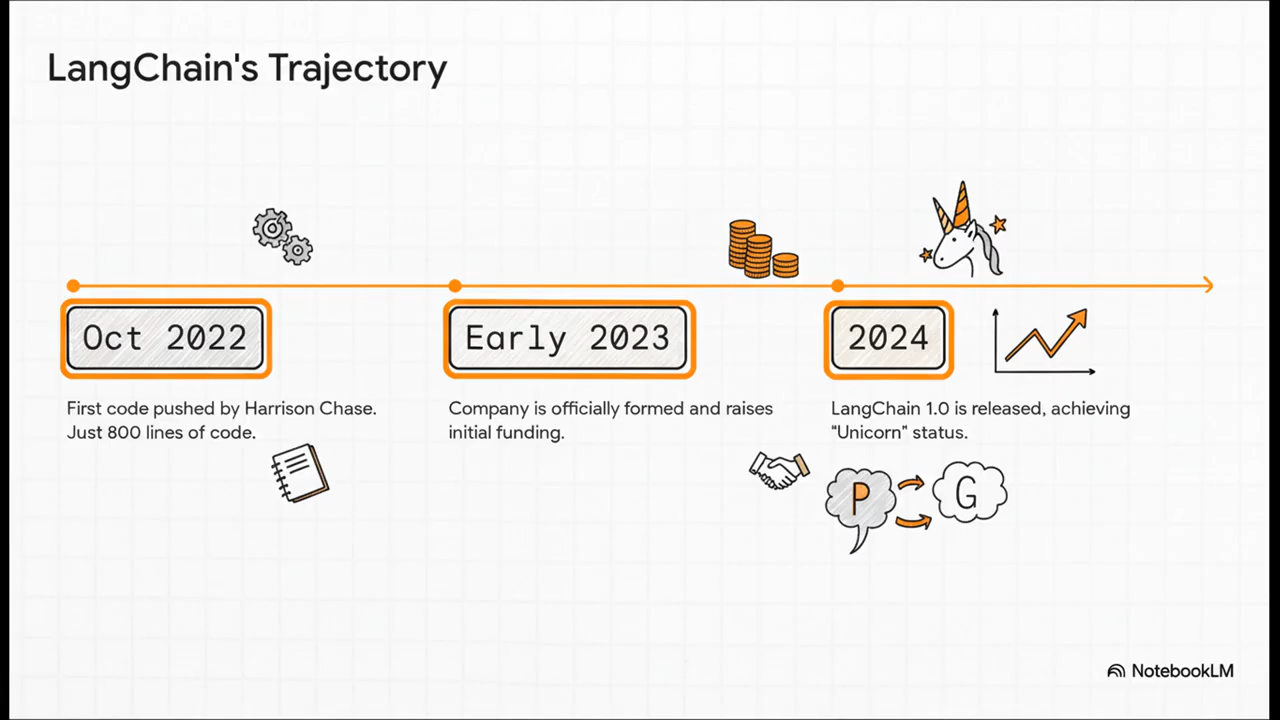 LangChain's Trajectory
Oct 2022
First code pushed by Harrison Chase.
Just 800 lines of code.
Early 2023
Company is officially formed and raises
initial funding.
2024
LangChain 1.0 is released, achieving
“Unicorn” status.
P
G
NotebookLM